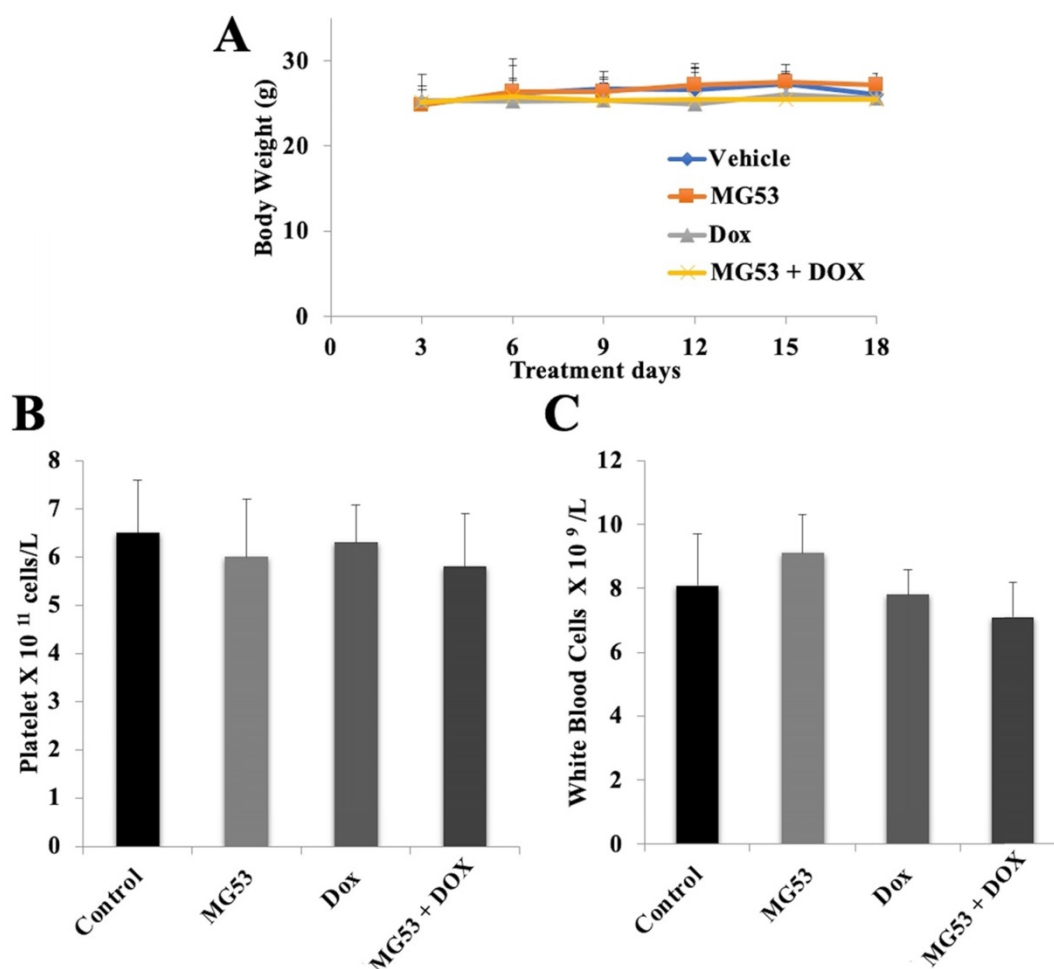 A
Body Weight (g)
30
20
10
0
Vehicle
MG53
Dox
MG53 + DOX
0 3 6 9 12 15 18
Treatment days
B
Platelet X 10 11 cells/L
8
7
6
5
4
3
2
1
0
Control
MG53
Dox
MG53 + DOX
C
White Blood Cells X 10 9 /L
12
10
8
6
4
2
0
Control
MG53
Dox
MG53 + DOX